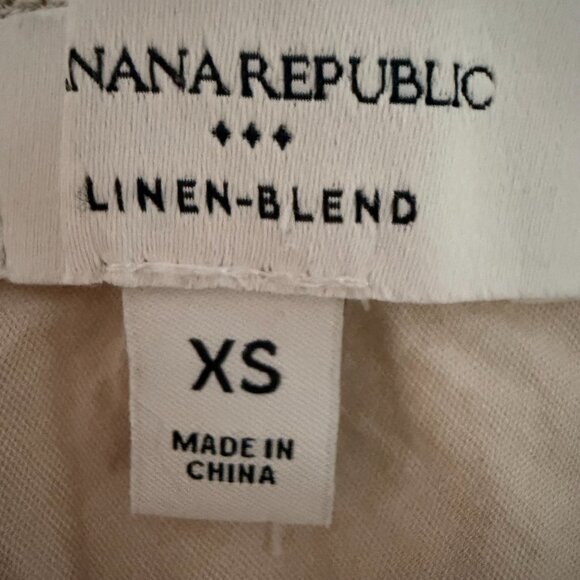 NANA REPUBLIC
LINEN-BLEND
XS
MADE IN
CHINA